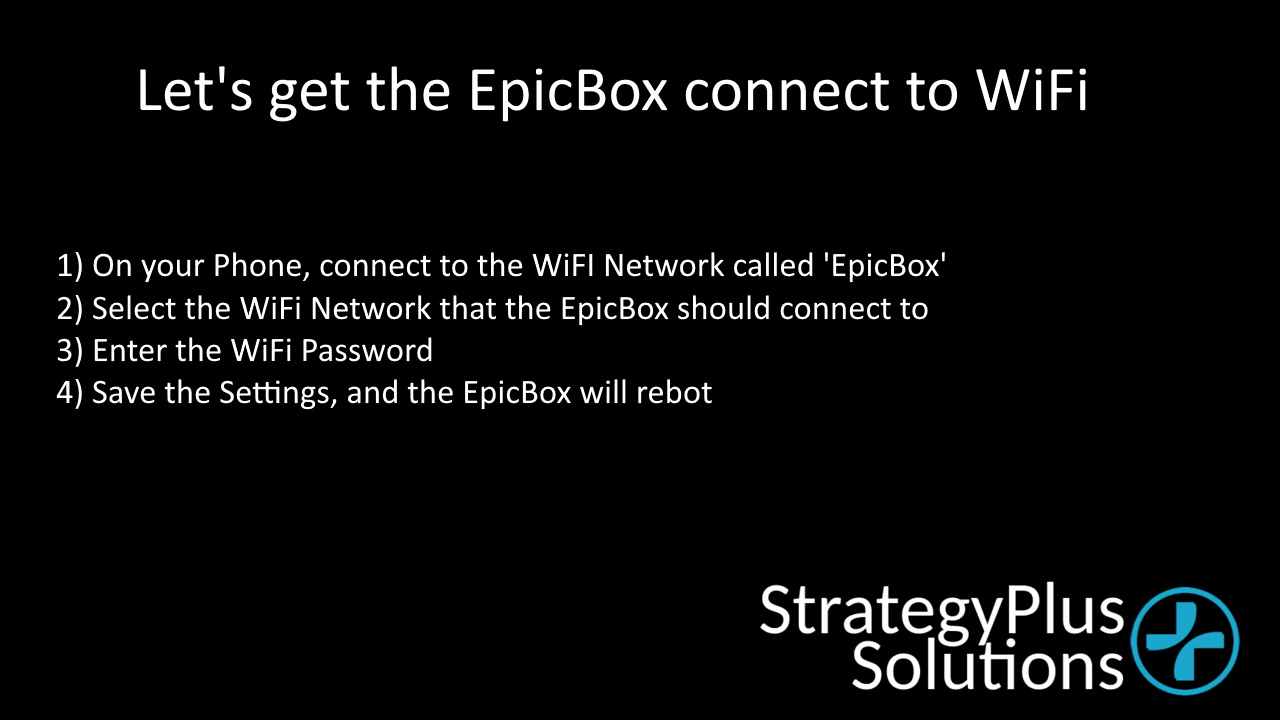 Let's get the EpicBox connect to WiFi
1) On your Phone, connect to the WiFI Network called 'EpicBox'
2) Select the WiFi Network that the EpicBox should connect to
3) Enter the WiFi Password
4) Save the Settings, and the EpicBox will rebot
StrategyPlus
Solutions